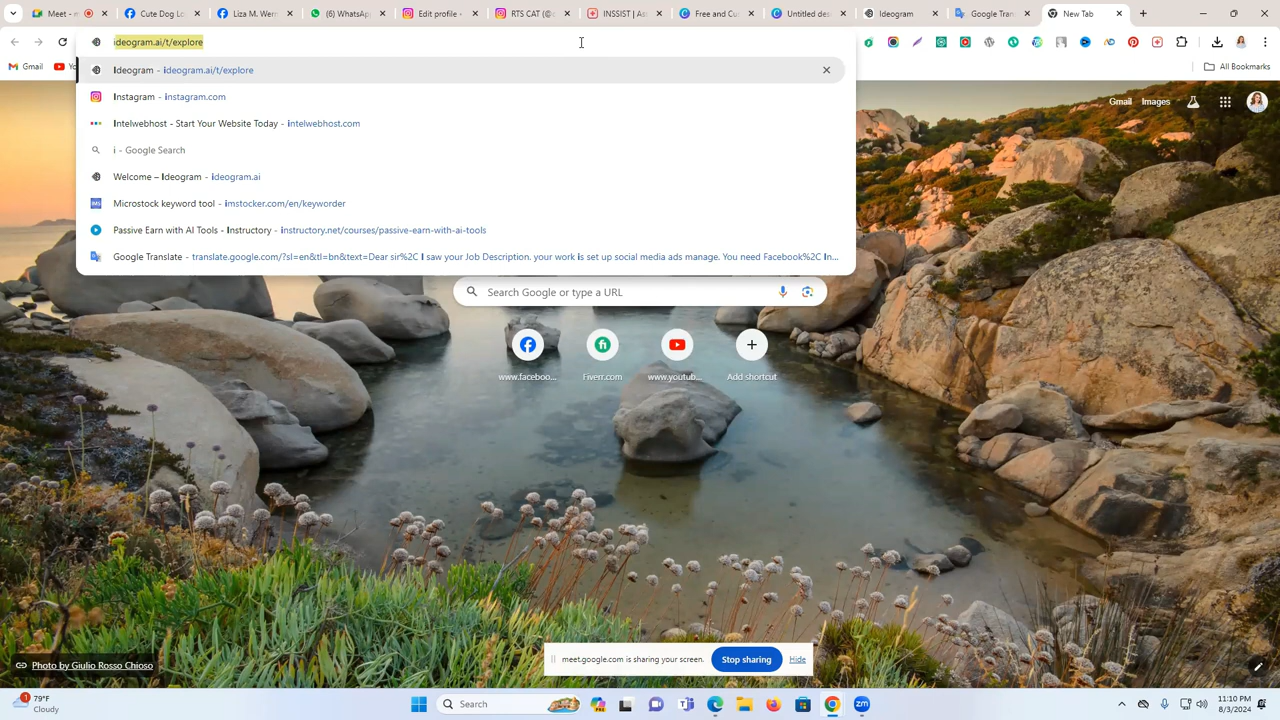 Meet - m
Cute Dog Lo
Liza M. Wern
(6) WhatsApp
Edit profile -
RTS CAT (@c
INSSIST | Ass
Free and Cus
Untitled desi
Ideogram
Google Trans
New Tab
ideogram.ai/t/explore
Gmail
All Bookmarks
Ideogram - ideogram.ai/t/explore
Instagram - instagram.com
Intelwebhost - Start Your Website Today - intelwebhost.com
i - Google Search
Welcome – Ideogram - ideogram.ai
Microstock keyword tool - imstocker.com/en/keyworder
Passive Earn with AI Tools - Instructory - instructory.net/courses/passive-earn-with-ai-tools
Google Translate - translate.google.com/?sl=en&tl=bn&text=Dear sir%2C I saw your Job Description. your work is set up social media ads manage. You need Facebook%2C In...
Gmail Images
Search Google or type a URL
www.faceboo...
Fiverr.com
www.youtub...
Add shortcut
Photo by Giulio Rosso Chioso
meet.google.com is sharing your screen.
Stop sharing
Hide
79°F
Cloudy
Search
11:10 PM
8/3/2024